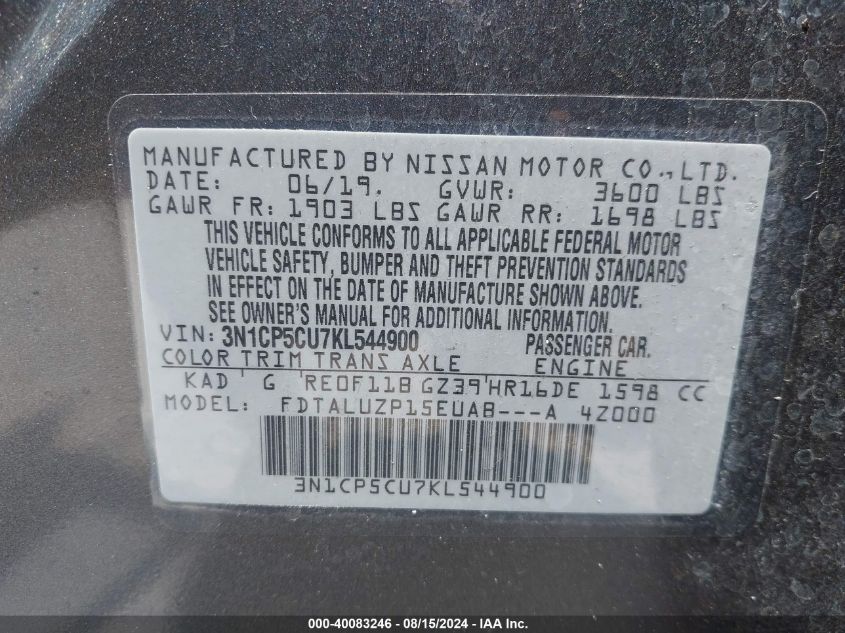 MANUFACTURED BY NISSAN MOTOR CO.,LTD.
DATE: 06/19. GVWR: 3600 LBS
GAWR FR: 1903 LBS GAWR RR: 1698 LBS
THIS VEHICLE CONFORMS TO ALL APPLICABLE FEDERAL MOTOR
VEHICLE SAFETY, BUMPER AND THEFT PREVENTION STANDARDS
IN EFFECT ON THE DATE OF MANUFACTURE SHOWN ABOVE.
SEE OWNER'S MANUAL FOR ADDITIONAL INFORMATION.
VIN: 3N1CP5CU7KL544900 PASSENGER CAR.
COLOR TRIM TRANS AXLE ENGINE
KAD G RE0F11B GZ39 HR16DE 1598 CC
MODEL: FDTALUZP15EUAB---A 4Z000
3N1CP5CU7KL544900
000-40083246 - 08/15/2024 - IAA Inc.